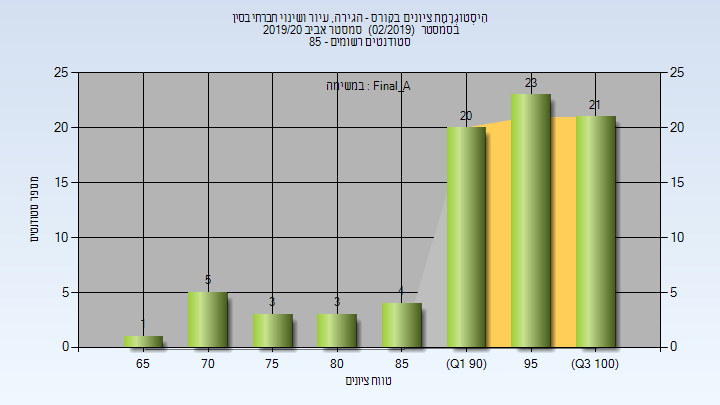 היסטוגרמת ציונים בקורס - הגירה, עיור ושינוי חברתי בסין
בסמסטר (02/2019) סמסטר אביב 2019/20
סטודנטים רשומים - 85
במשימה : Final_A
25 25
20 20
15 15
10 10
5 5
0 0
1 5 3 3 4 20 23 21
65 70 75 80 85 (Q1 90) 95 (Q3 100)
מספר סטודנטים
טווח ציונים